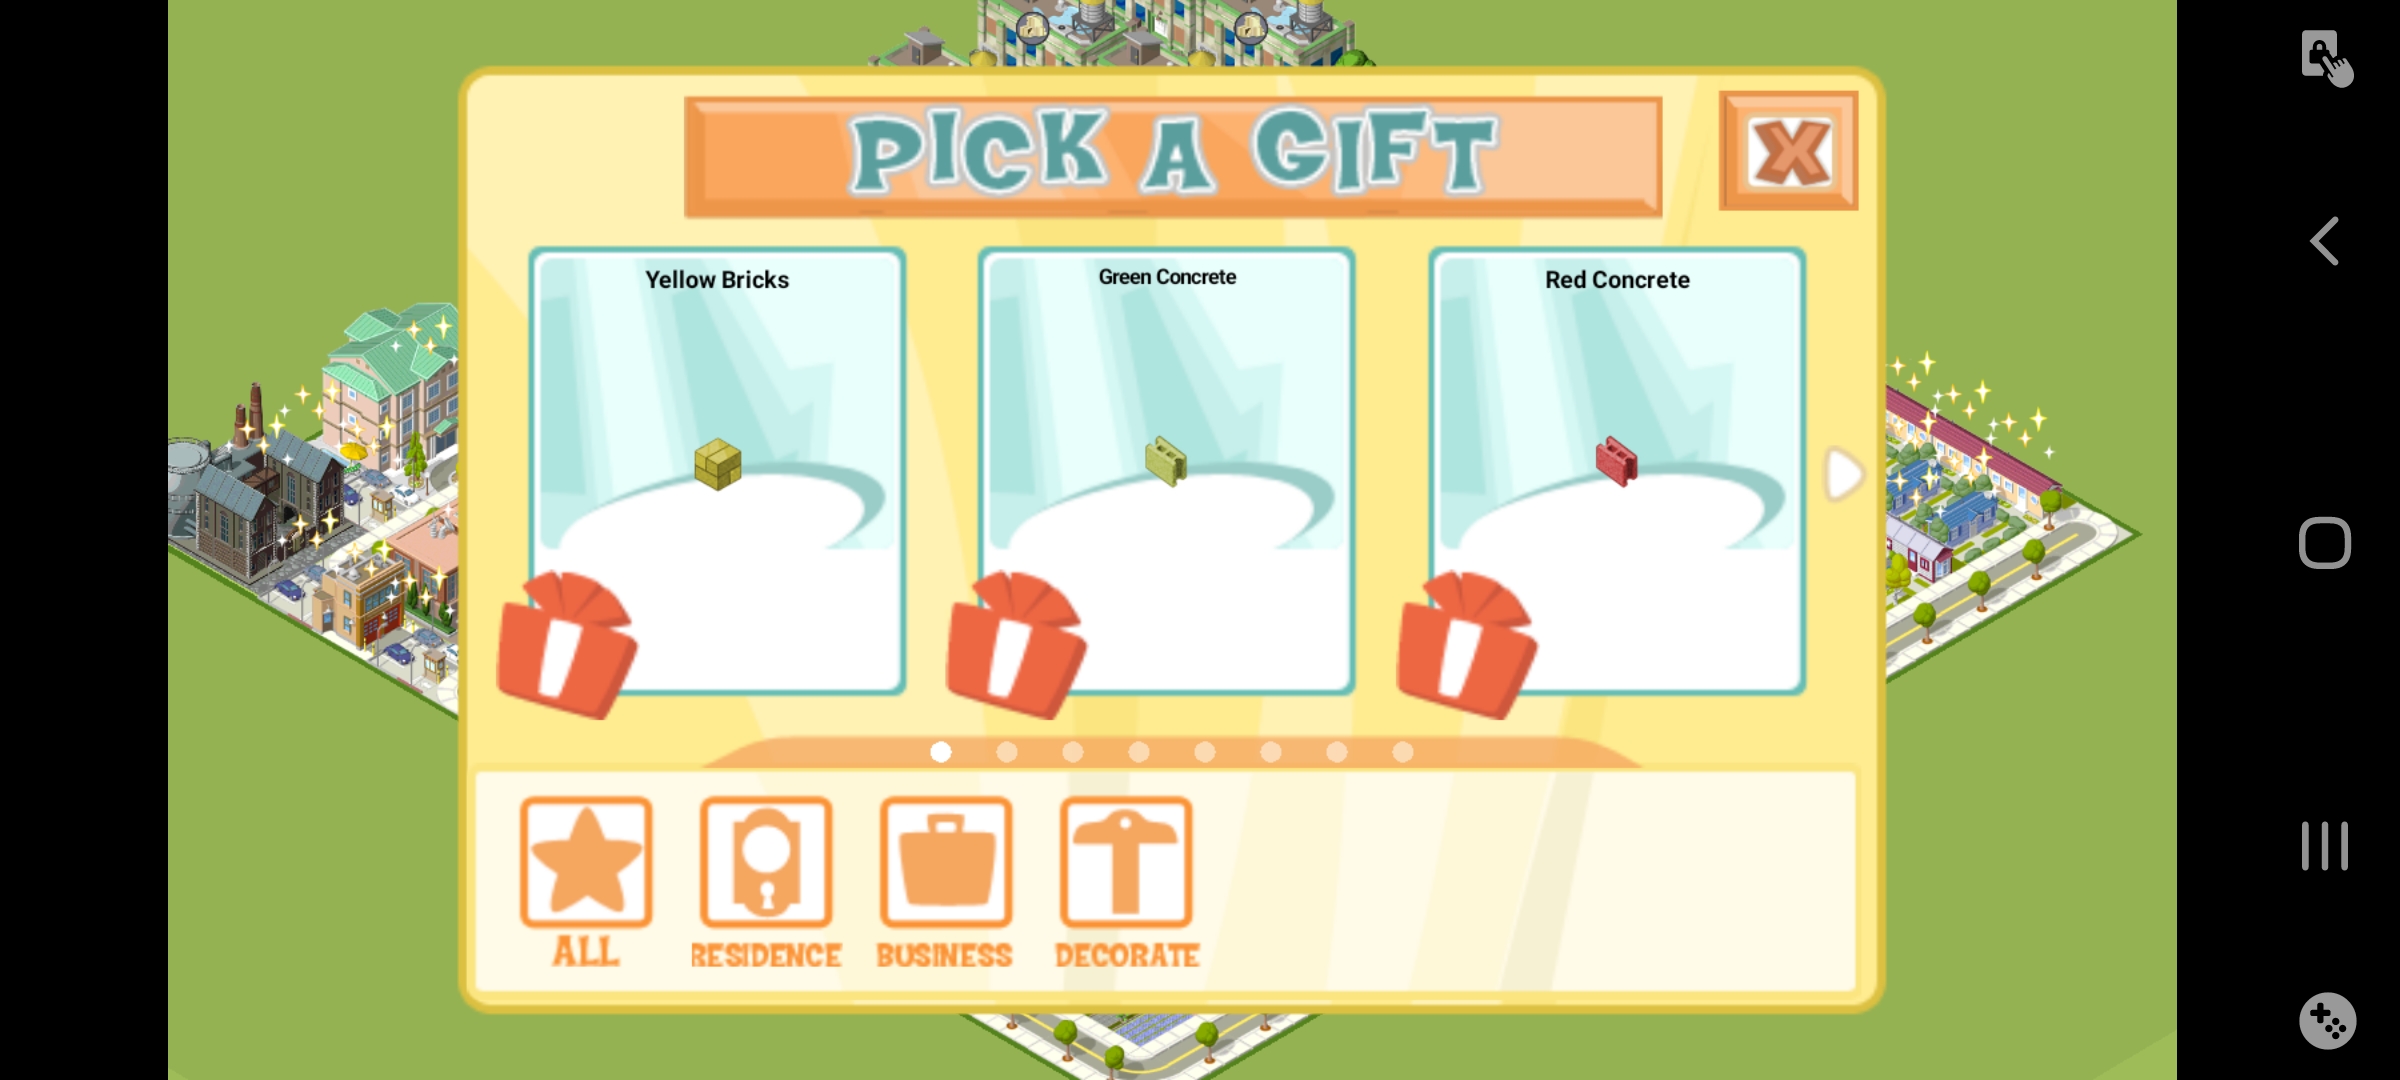 PICK A GIFT
X
Yellow Bricks
Green Concrete
Red Concrete
ALL
RESIDENCE
BUSINESS
DECORATE